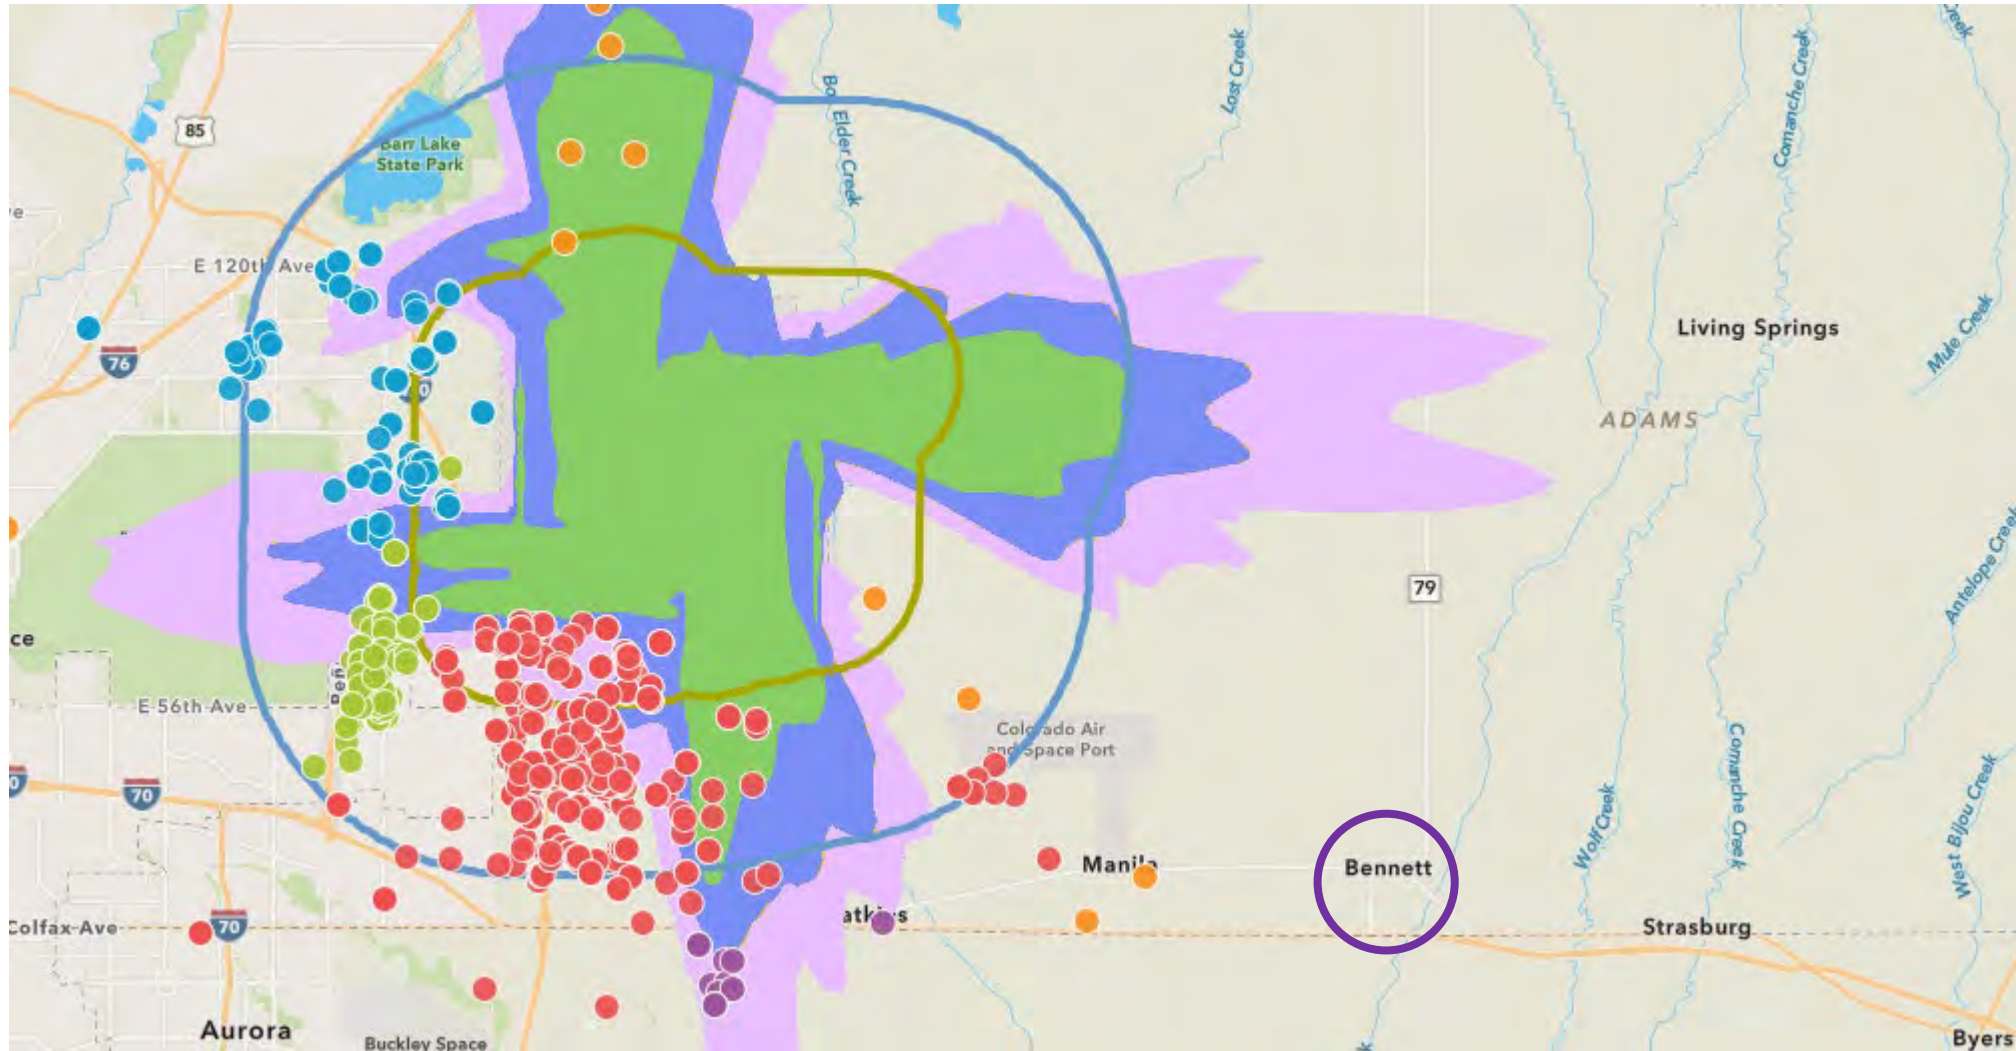 Creek
85
Barr Lake
State Park
Elder Creek
Lost Creek
Comanche Creek
E 120th Ave
76
Living Springs
Mule Creek
ADAMS
79
Antelope Creek
E 56th Ave
Colorado Air
and Space Port
Comanche Creek
West Bijou Creek
Wolf Creek
70
Manila
Bennett
Colfax Ave
70
Strasburg
Aurora
Buckley Space
Byers